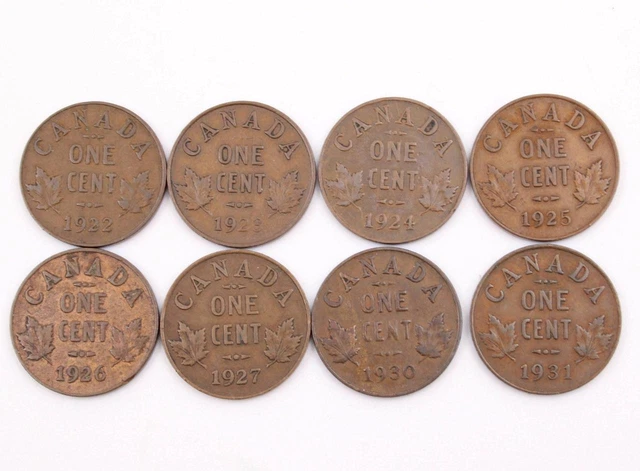 CANADA
ONE
CENT
1922
CANADA
ONE
CENT
1923
CANADA
ONE
CENT
1924
CANADA
ONE
CENT
1925
CANADA
ONE
CENT
1926
CANADA
ONE
CENT
1927
CANADA
ONE
CENT
1930
CANADA
ONE
CENT
1931